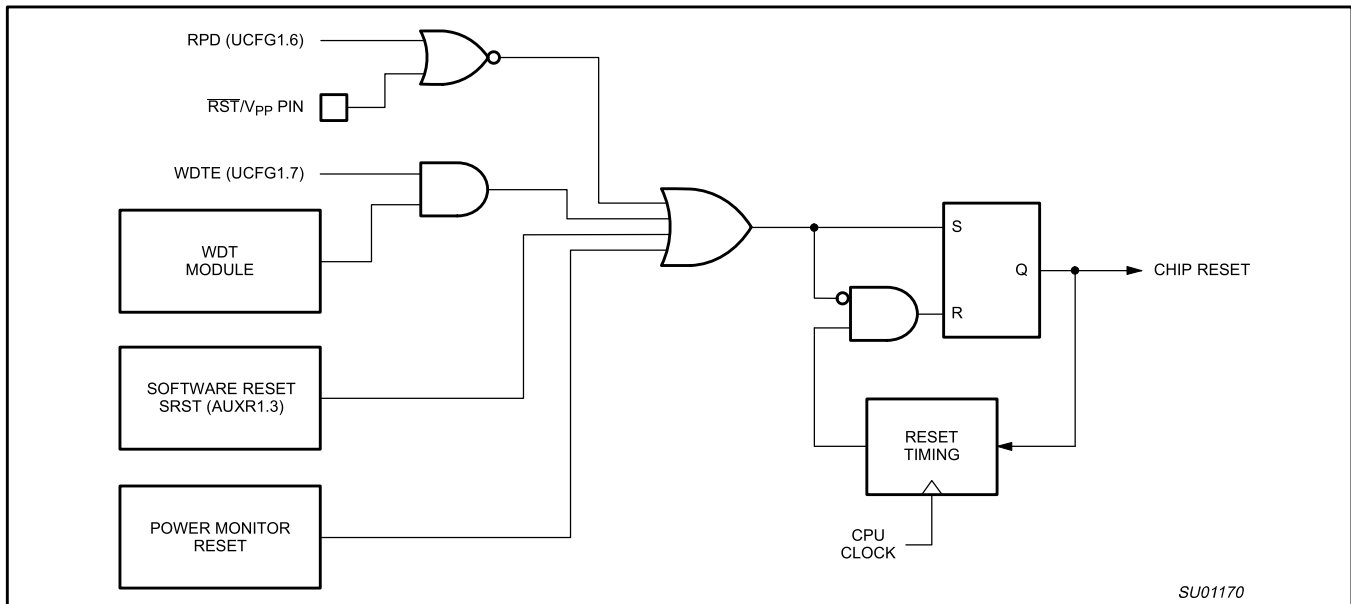 RPD (UCFG1.6)
RST/VPP PIN
WDTE (UCFG1.7)
WDT
MODULE
SOFTWARE RESET
SRST (AUXR1.3)
POWER MONITOR
RESET
S
Q
R
CHIP RESET
RESET
TIMING
CPU
CLOCK
SU01170